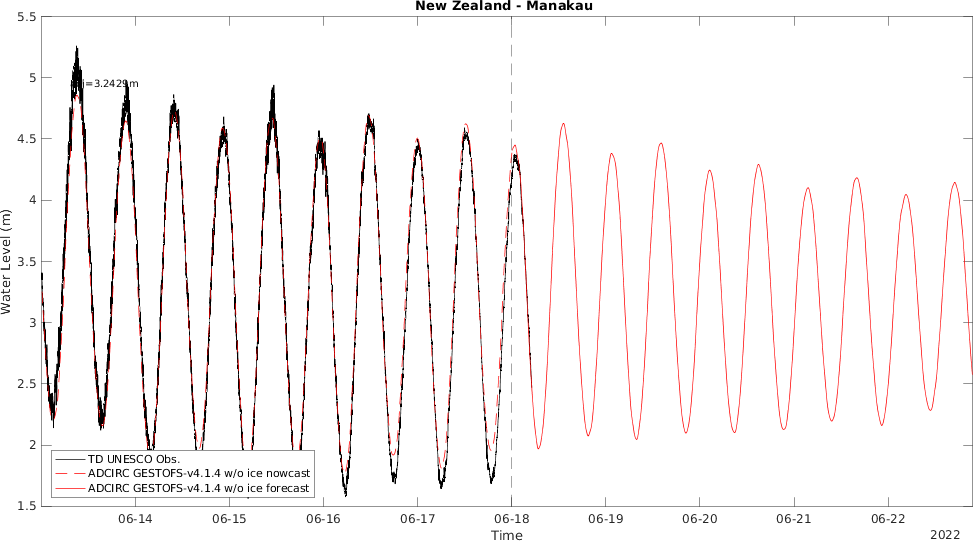 New Zealand - Manakau
5.5
5
4.5
4
3.5
3
2.5
2
1.5
Water Level (m)
i=3.2429m
TD UNESCO Obs.
ADCIRC GESTOFS-v4.1.4 w/o ice nowcast
ADCIRC GESTOFS-v4.1.4 w/o ice forecast
06-14 06-15 06-16 06-17 06-18 06-19 06-20 06-21 06-22
Time
2022